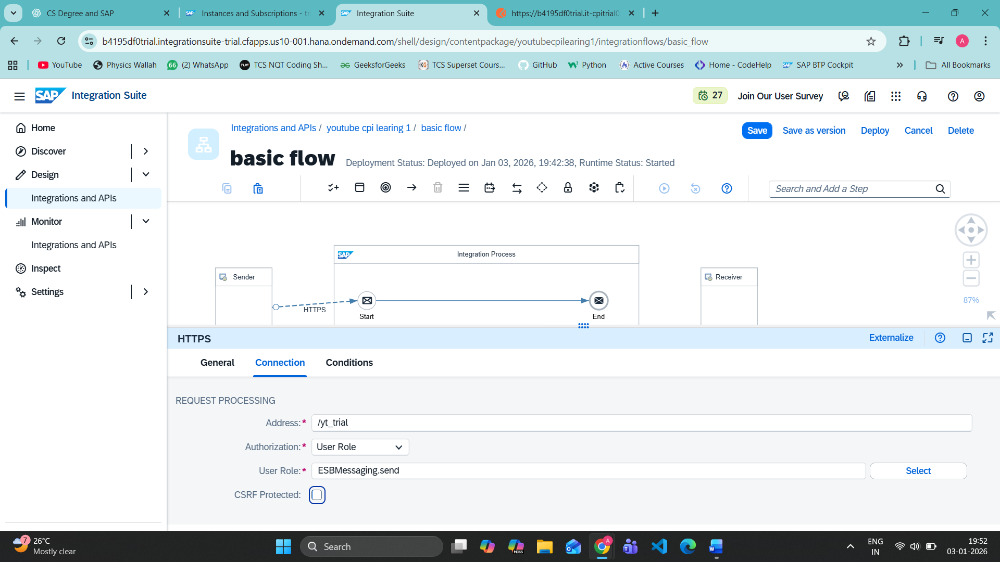 CS Degree and SAP
Instances and Subscriptions - tr
Integration Suite
https://b4195df0trial.it-cpitrial0
b4195df0trial.integrationsuite-trial.cfapps.us10-001.hana.ondemand.com/shell/design/contentpackage/youtubecpilearing1/integrationflows/basic_flow
A
YouTube
Physics Wallah
66 (2) WhatsApp
TUF TCS NQT Coding Sh...
GeeksforGeeks
KG TCS Superset Cours...
GitHub
Python
Active Courses
Home - CodeHelp
SAP BTP Cockpit
All Bookmarks
SAP Integration Suite
27
Join Our User Survey
Home
Discover
Design
Integrations and APIs
Monitor
Integrations and APIs
Inspect
Settings
Integrations and APIs / youtube cpi learing 1 / basic flow /
Save
Save as version
Deploy
Cancel
Delete
basic flow
Deployment Status: Deployed on Jan 03, 2026, 19:42:38, Runtime Status: Started
Search and Add a Step
SAP
Integration Process
Sender
Receiver
HTTPS
Start
End
87%
HTTPS
Externalize
General
Connection
Conditions
REQUEST PROCESSING
Address:* /yt_trial
Authorization:* User Role
User Role:* ESBMessaging.send
Select
CSRF Protected:
7
26°C
Mostly clear
Search
M365
A
ENG
IN
19:52
03-01-2026